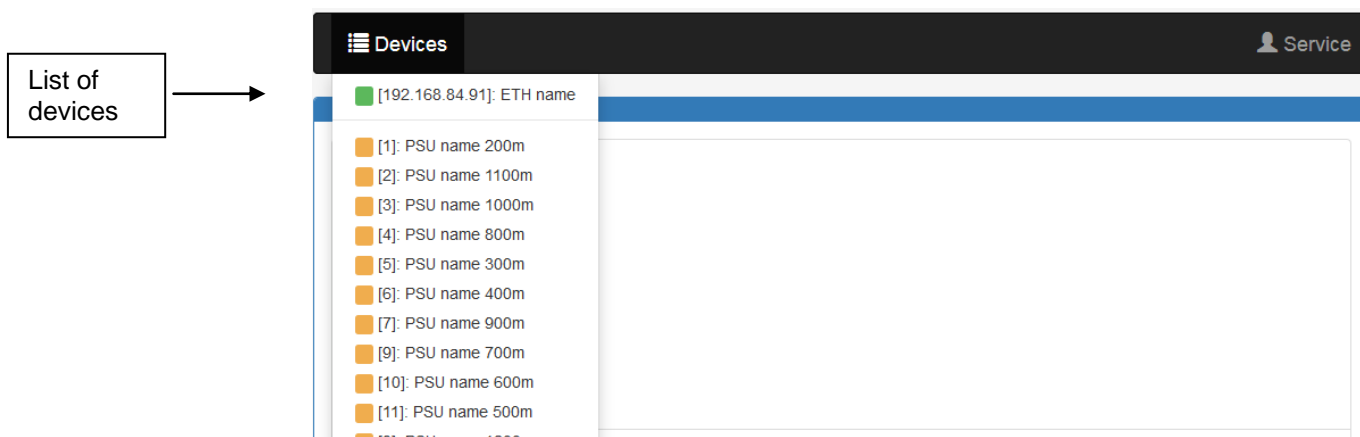 Devices
Service
List of
devices
[192.168.84.91]: ETH name
[1]: PSU name 200m
[2]: PSU name 1100m
[3]: PSU name 1000m
[4]: PSU name 800m
[5]: PSU name 300m
[6]: PSU name 400m
[7]: PSU name 900m
[9]: PSU name 700m
[10]: PSU name 600m
[11]: PSU name 500m